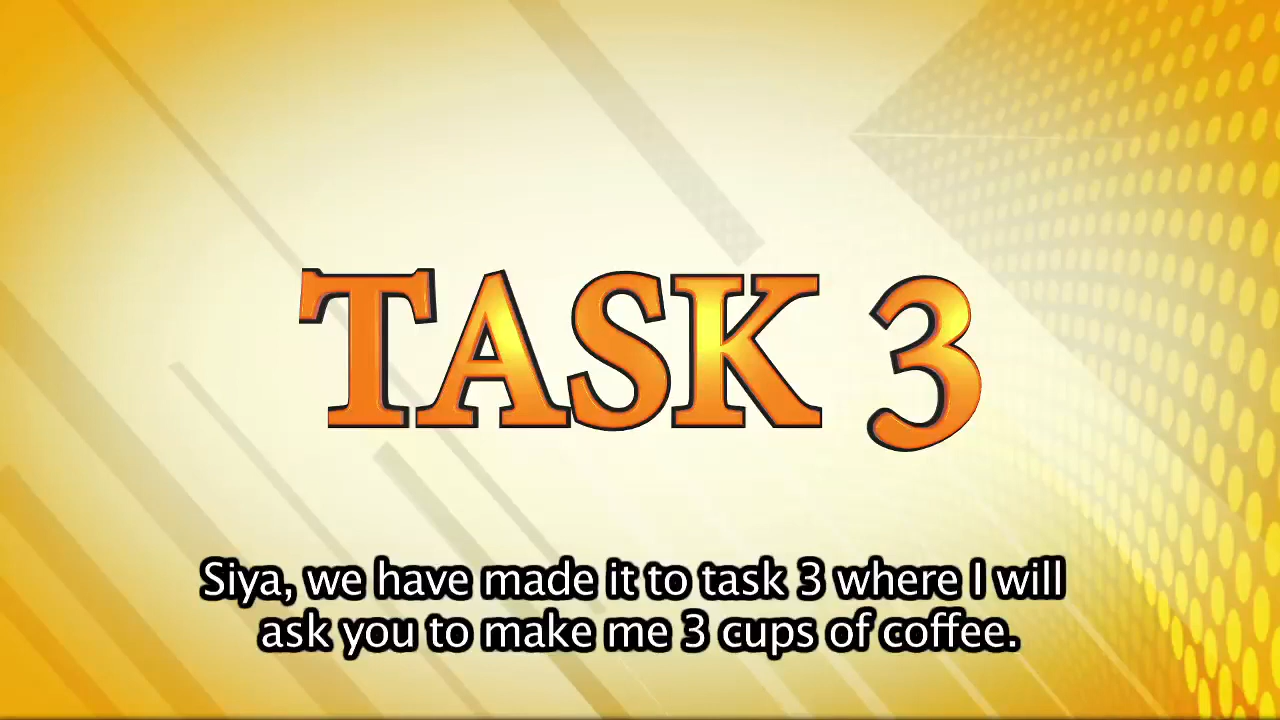 TASK 3
Siya, we have made it to task 3 where I will
ask you to make me 3 cups of coffee.